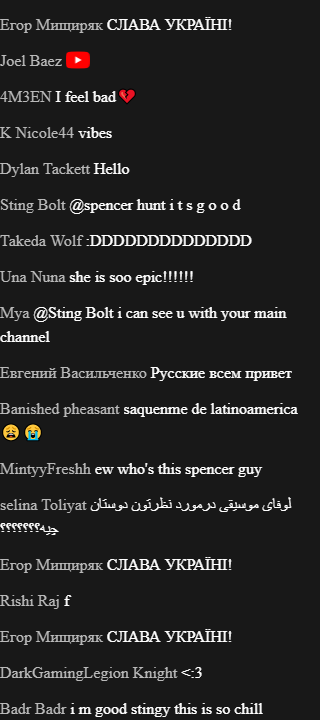 Егор Мищиряк СЛАВА УКРАЇНІ!
Joel Baez
4M3EN I feel bad 💔
K Nicole44 vibes
Dylan Tackett Hello
Sting Bolt @spencer hunt i t s g o o d
Takeda Wolf :DDDDDDDDDDDDDD
Una Nuna she is soo epic!!!!!!
Mya @Sting Bolt i can see u with your main
channel
Евгений Васильченко Русские всем привет
Banished pheasant saquenme de latinoamerica
😩 😭
MintyyFreshh ew who's this spencer guy
selina Toliyat لوفای موسیقی درمورد نظرتون دوستان
چیه؟؟؟؟؟؟؟
Егор Мищиряк СЛАВА УКРАЇНІ!
Rishi Raj f
Егор Мищиряк СЛАВА УКРАЇНІ!
DarkGamingLegion Knight <:3
Badr Badr i m good stingy this is so chill